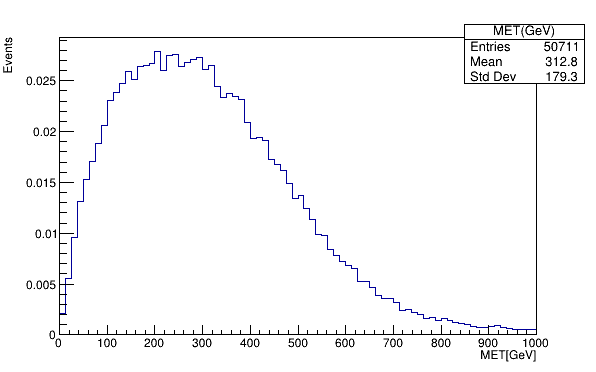 MET(GeV)
Entries 50711
Mean 312.8
Std Dev 179.3
Events
0.025
0.02
0.015
0.01
0.005
0
0 100 200 300 400 500 600 700 800 900 1000
MET[GeV]